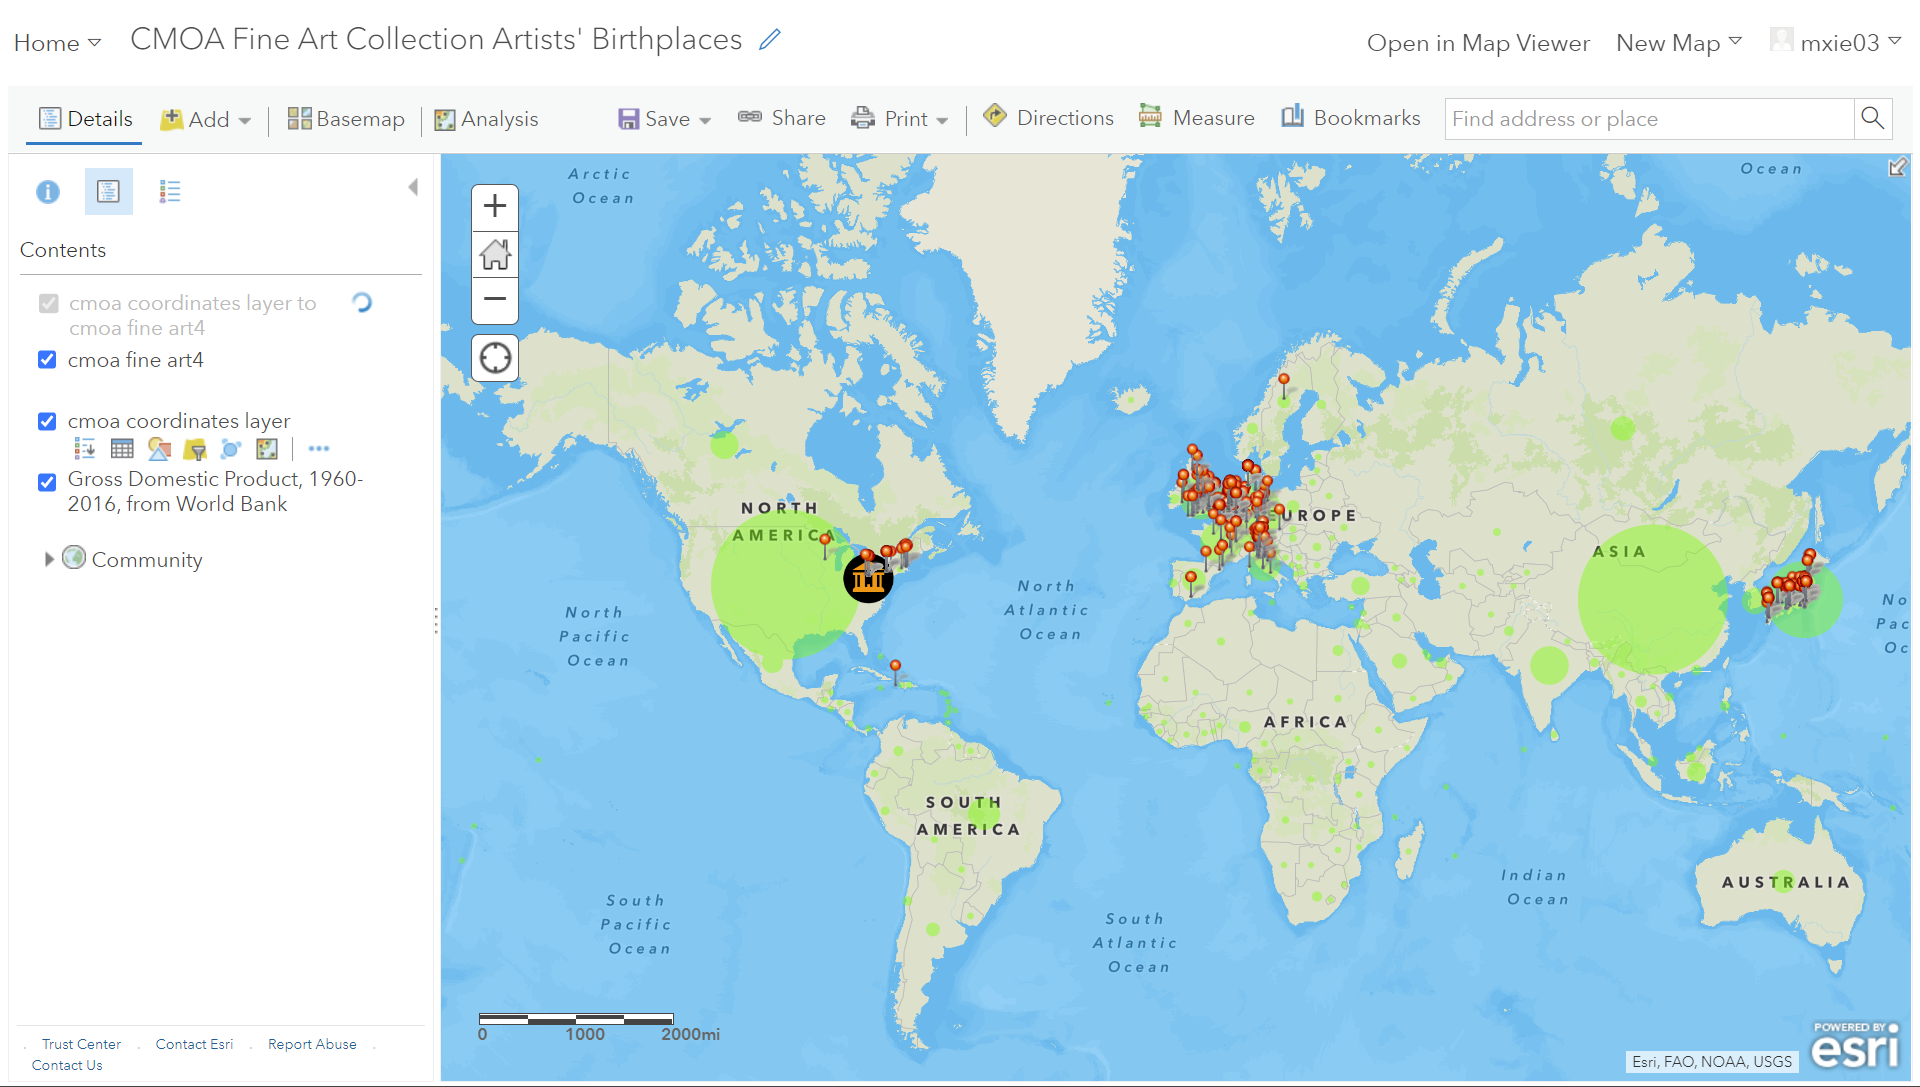 Home
CMOA Fine Art Collection Artists' Birthplaces
Open in Map Viewer
New Map
mxie03
Details
Add
Basemap
Analysis
Save
Share
Print
Directions
Measure
Bookmarks
Find address or place
Contents
cmoa coordinates layer to
cmoa fine art4
cmoa fine art4
cmoa coordinates layer
Gross Domestic Product, 1960-
2016, from World Bank
Community
Trust Center
Contact Esri
Report Abuse
Contact Us
Arctic
Ocean
Ocean
NORTH
AMERICA
EUROPE
ASIA
North
Pacific
Ocean
North
Atlantic
Ocean
No
Pac
Oc
AFRICA
SOUTH
AMERICA
South
Pacific
Ocean
South
Atlantic
Ocean
Indian
Ocean
AUSTRALIA
0 1000 2000mi
POWERED BY
esri
Esri, FAO, NOAA, USGS